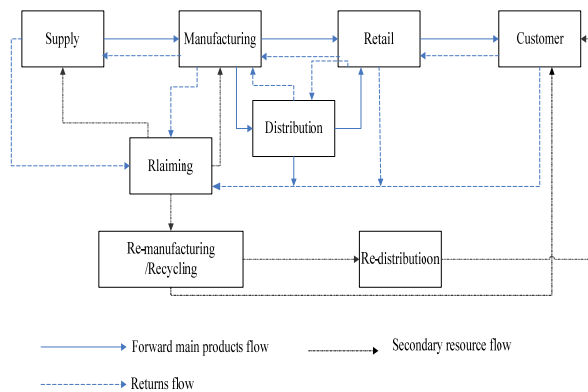 Supply
Manufacturing
Retail
Customer
Distribution
Rlaiming
Re-manufacturing
/Recycling
Re-distributioon
Forward main products flow
Secondary resource flow
Returns flow